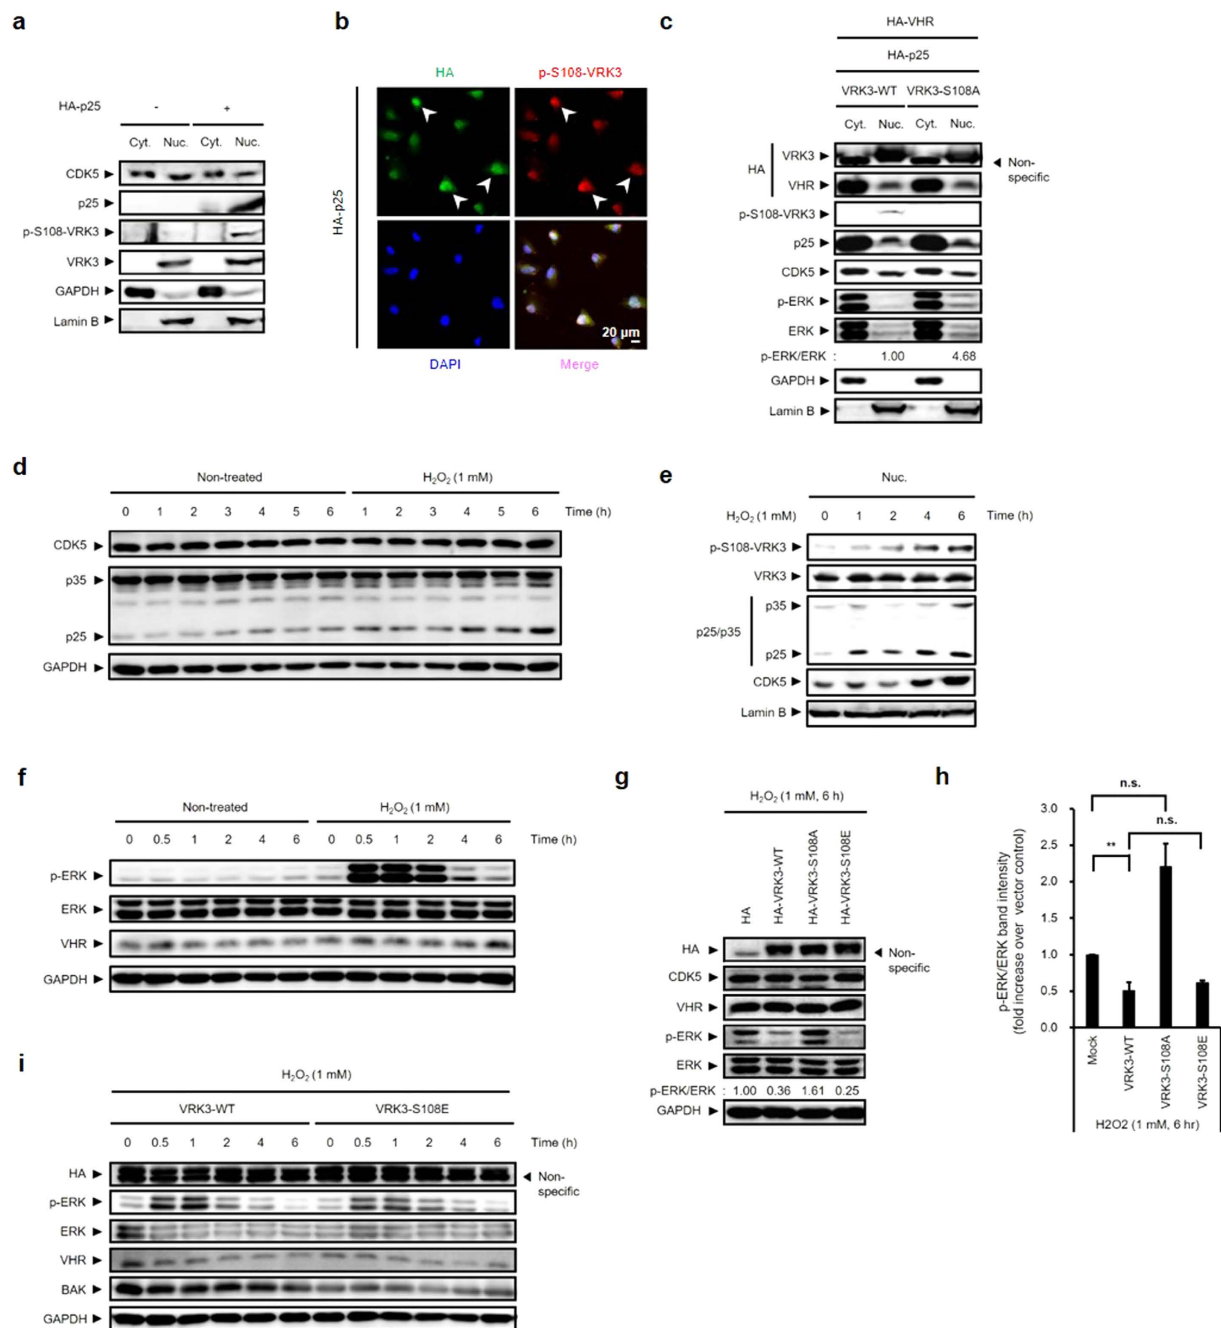 a
HA-p25
- +
Cyt. Nuc. Cyt. Nuc.
CDK5
p25
p-S108-VRK3
VRK3
GAPDH
Lamin B
b
HA p-S108-VRK3
HA-p25
20 μm
DAPI Merge
c
HA-VHR
HA-p25
VRK3-WT VRK3-S108A
Cyt. Nuc. Cyt. Nuc.
HA
VRK3
Non-
specific
VHR
p-S108-VRK3
p25
CDK5
p-ERK
ERK
p-ERK/ERK : 1.00 4.68
GAPDH
Lamin B
d
Non-treated H₂O₂ (1 mM)
0 1 2 3 4 5 6 1 2 3 4 5 6 Time (h)
CDK5
p35
p25
GAPDH
e
Nuc.
H₂O₂ (1 mM) 0 1 2 4 6 Time (h)
p-S108-VRK3
VRK3
p25/p35
p35
p25
CDK5
Lamin B
f
Non-treated H₂O₂ (1 mM)
0 0.5 1 2 4 6 0 0.5 1 2 4 6 Time (h)
p-ERK
ERK
VHR
GAPDH
g
H₂O₂ (1 mM, 6 h)
HA HA-VRK3-WT HA-VRK3-S108A HA-VRK3-S108E
HA
Non-
specific
CDK5
VHR
p-ERK
ERK
p-ERK/ERK : 1.00 0.36 1.61 0.25
GAPDH
h
p-ERK/ERK band intensity
(fold increase over vector control)
3.0
2.5
2.0
1.5
1.0
0.5
0.0
n.s.
n.s.
**
Mock VRK3-WT VRK3-S108A VRK3-S108E
H2O2 (1 mM, 6 hr)
i
H₂O₂ (1 mM)
VRK3-WT VRK3-S108E
0 0.5 1 2 4 6 0 0.5 1 2 4 6 Time (h)
HA
Non-
specific
p-ERK
ERK
VHR
BAK
GAPDH